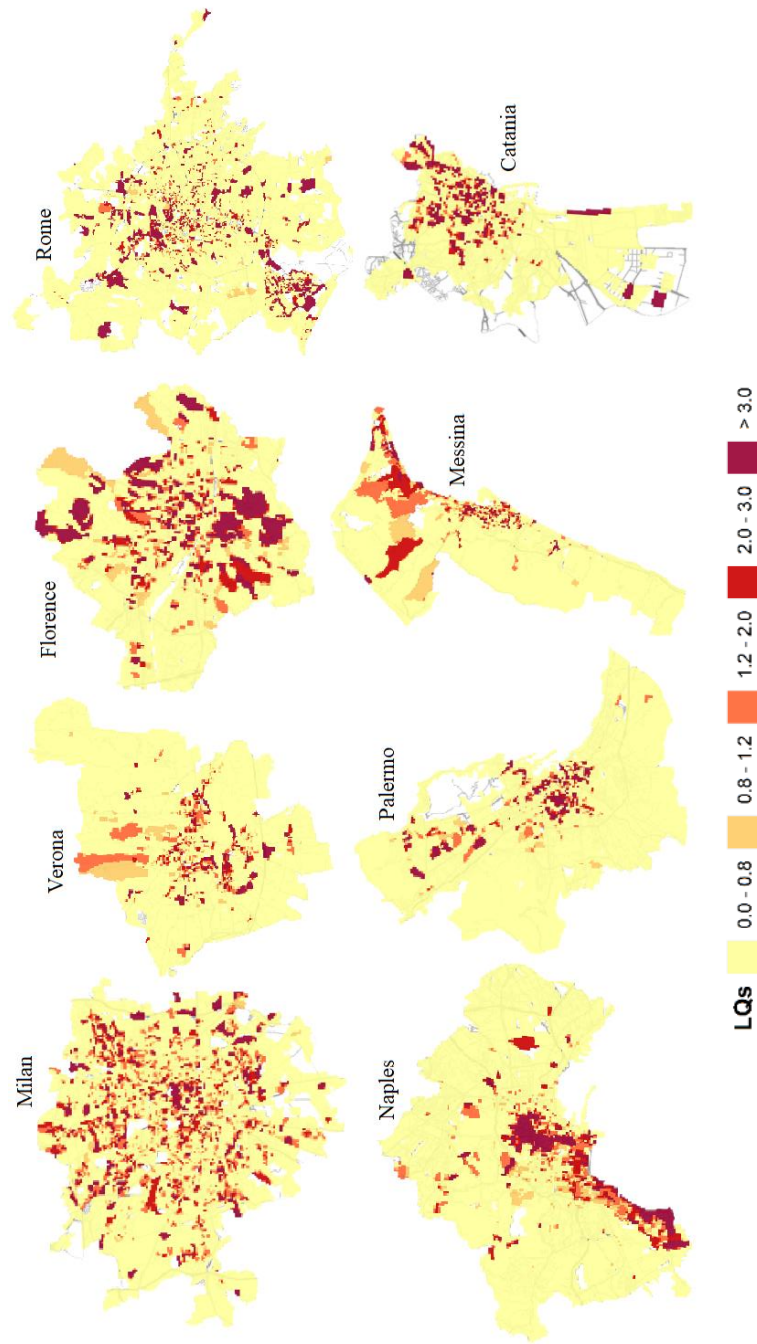 Milan
Verona
Florence
Rome
Naples
Palermo
Messina
Catania
LQs 0.0 - 0.8 0.8 - 1.2 1.2 - 2.0 2.0 - 3.0 > 3.0